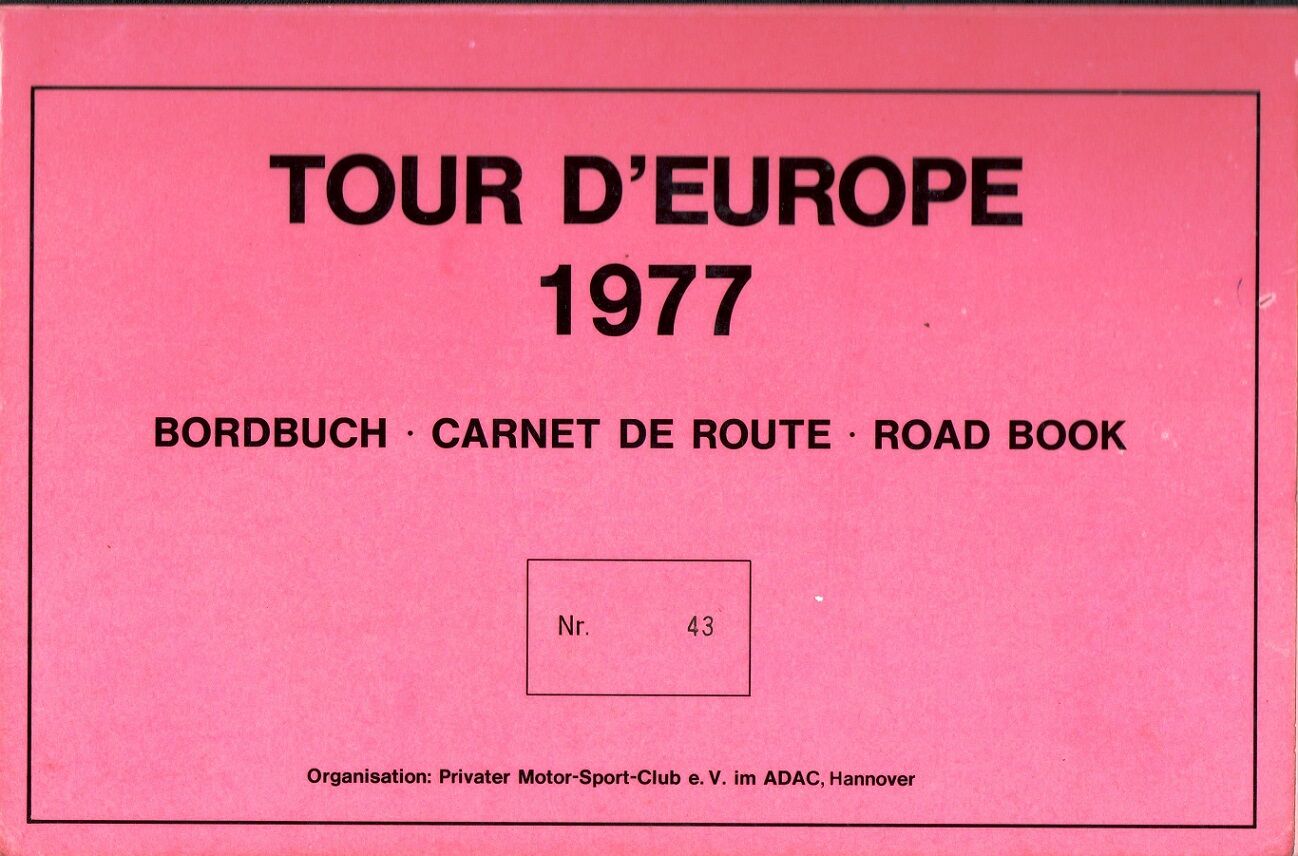 TOUR D'EUROPE
1977
BORDBUCH · CARNET DE ROUTE · ROAD BOOK
Nr. 43
Organisation: Privater Motor-Sport-Club e. V. im ADAC, Hannover